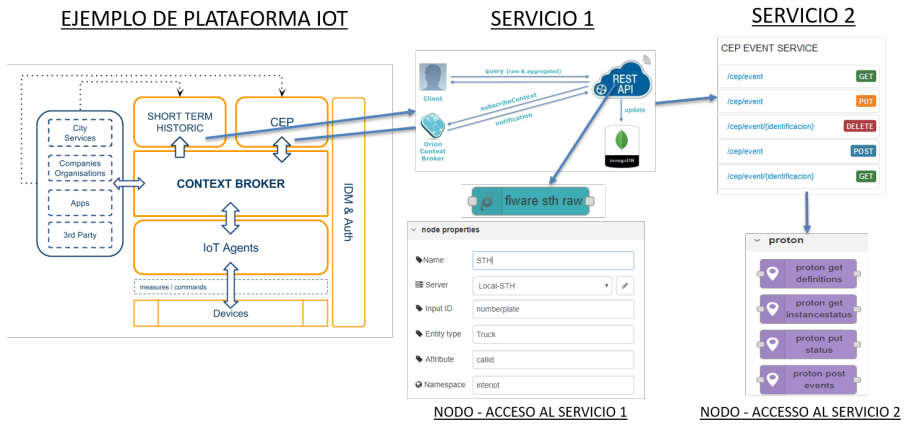 EJEMPLO DE PLATAFORMA IOT
SERVICIO 1
SERVICIO 2
City
Services
Companies
Organisations
Apps
3rd Party
SHORT TERM
HISTORIC
CEP
CONTEXT BROKER
IoT Agents
measures / commands
Devices
IDM & Auth
query (raw & aggregated)
Client
subscribeContext
notification
Orion
Context
Broker
REST
API
update
mongoDB
fiware sth raw
node properties
Name
STH
Server
Local-STH
Input ID
numberplate
Entity type
Truck
Attribute
callid
Namespace
interiot
NODO - ACCESO AL SERVICIO 1
CEP EVENT SERVICE
/cep/event GET
/cep/event PUT
/cep/event/{identificacion} DELETE
/cep/event POST
/cep/event/{identificacion} GET
proton
proton get
definitions
proton get
instancestatus
proton put
status
proton post
events
NODO - ACCESSO AL SERVICIO 2